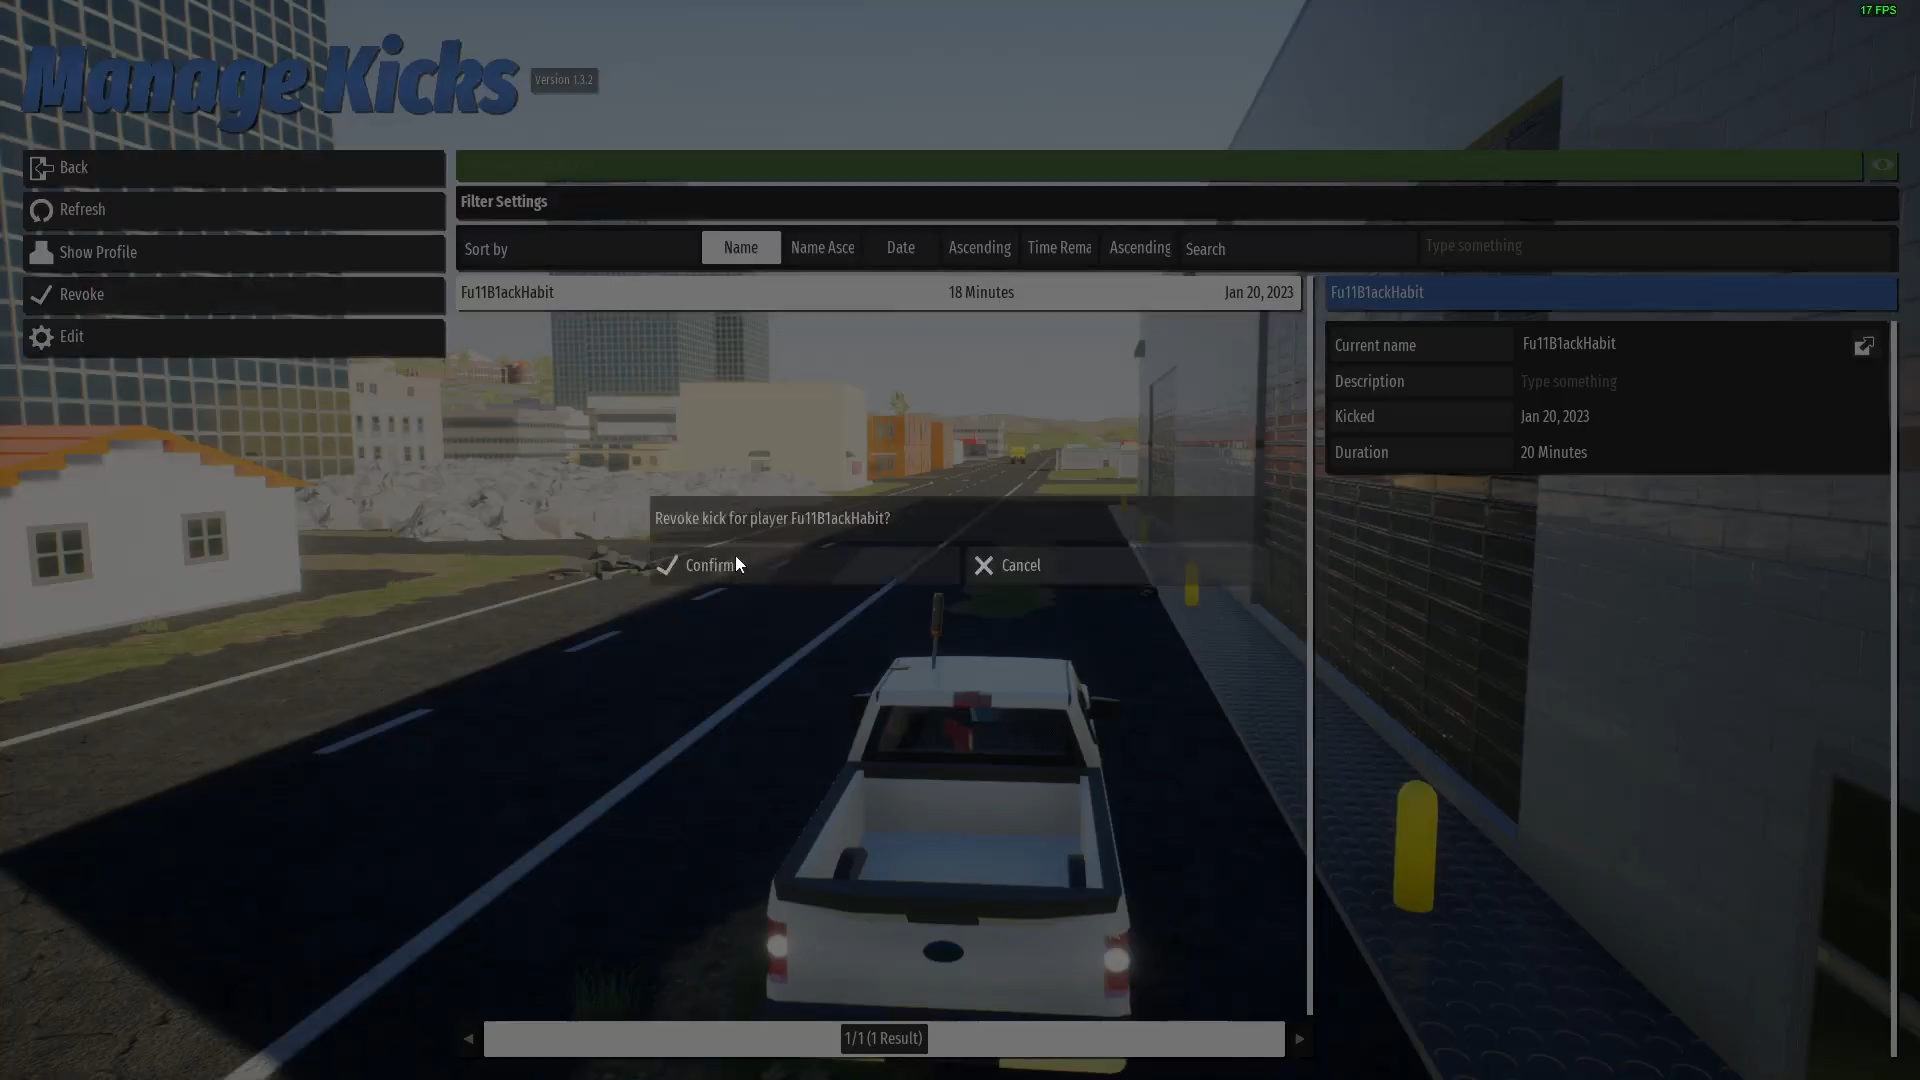 17 FPS
Manage Kicks
Version 1.3.2
Back
Refresh
Show Profile
Revoke
Edit
Filter Settings
Sort by Name Name Asce Date Ascending Time Rema Ascending Search Type something
Fu11B1ackHabit 18 Minutes Jan 20, 2023
Fu11B1ackHabit
Current name Fu11B1ackHabit
Description Type something
Kicked Jan 20, 2023
Duration 20 Minutes
Revoke kick for player Fu11B1ackHabit?
Confirm Cancel
1/1 (1 Result)